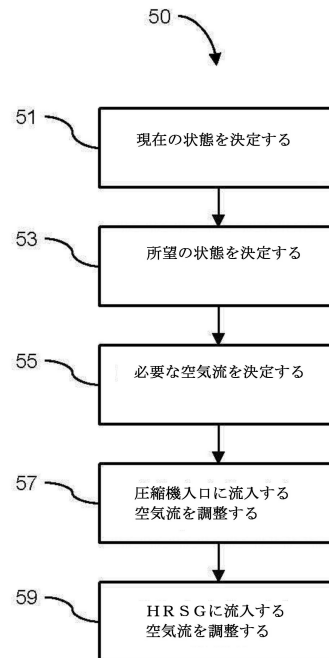 50
51
現在の状態を決定する
53
所望の状態を決定する
55
必要な空気流を決定する
57
圧縮機入口に流入する
空気流を調整する
59
ＨＲＳＧに流入する
空気流を調整する